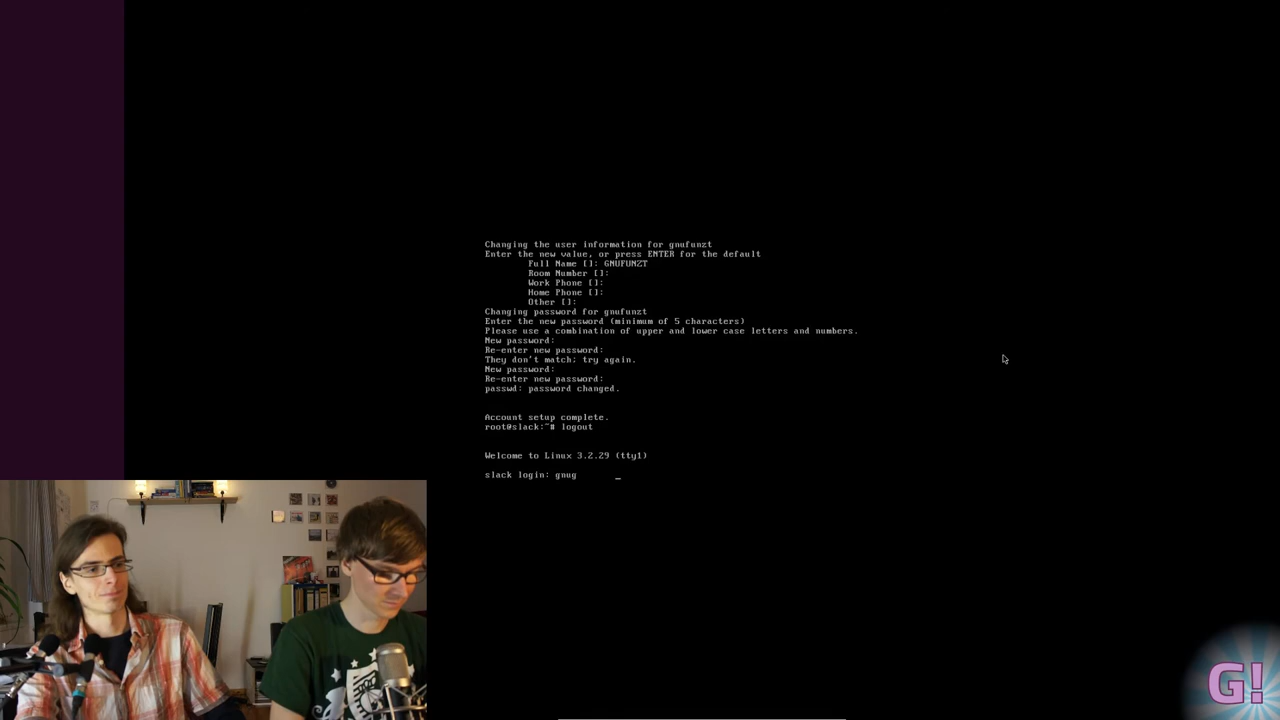 Changing the user information for gnufunzt
Enter the new value, or press ENTER for the default
Full Name []: GNUFUNZT
Room Number []:
Work Phone []:
Home Phone []:
Other []:
Changing password for gnufunzt
Enter the new password (minimum of 5 characters)
Please use a combination of upper and lower case letters and numbers.
New password:
Re-enter new password:
They don't match; try again.
New password:
Re-enter new password:
passwd: password changed.
Account setup complete.
root@slack:~# logout
Welcome to Linux 3.2.29 (tty1)
slack login: gnug _
G!